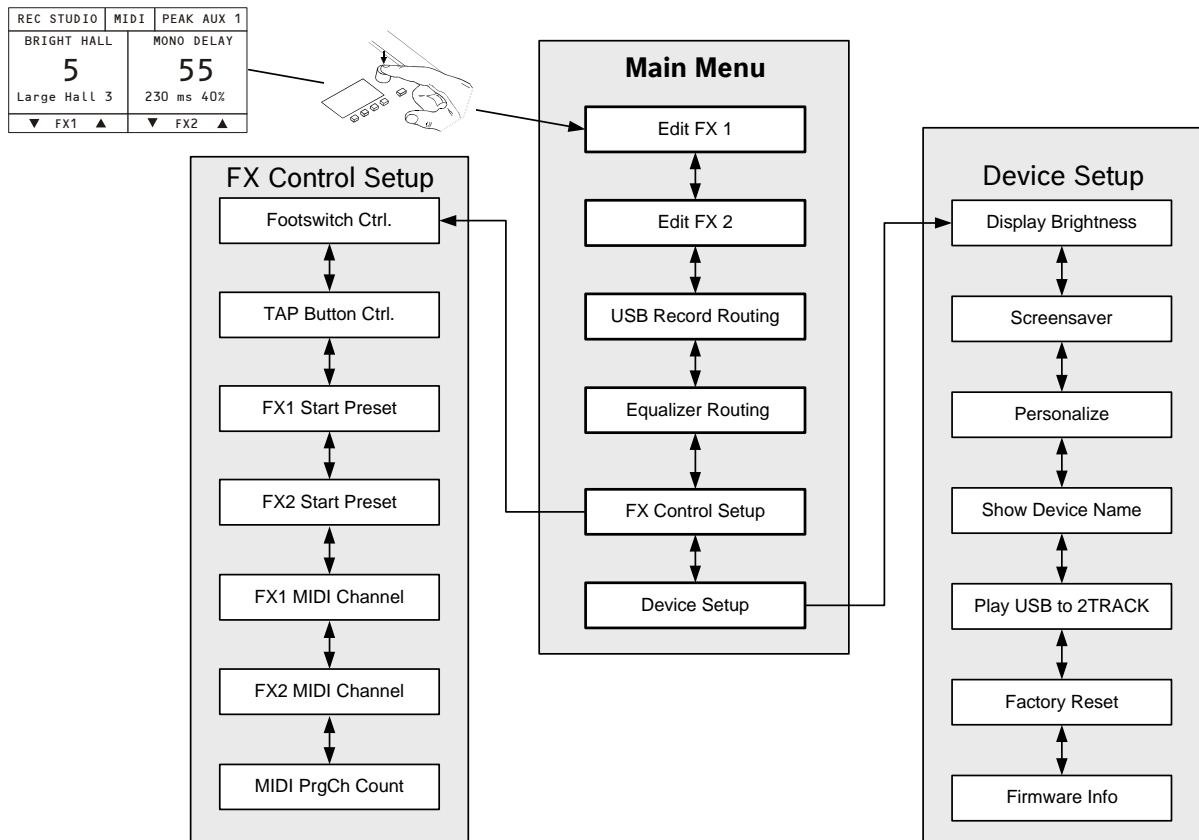 REC STUDIO MIDI PEAK AUX 1
BRIGHT HALL MONO DELAY
5 55
Large Hall 3 230 ms 40%
▼ FX1 ▲ ▼ FX2 ▲
Main Menu
Edit FX 1
Edit FX 2
USB Record Routing
Equalizer Routing
FX Control Setup
Device Setup
FX Control Setup
Footswitch Ctrl.
TAP Button Ctrl.
FX1 Start Preset
FX2 Start Preset
FX1 MIDI Channel
FX2 MIDI Channel
MIDI PrgCh Count
Device Setup
Display Brightness
Screensaver
Personalize
Show Device Name
Play USB to 2TRACK
Factory Reset
Firmware Info